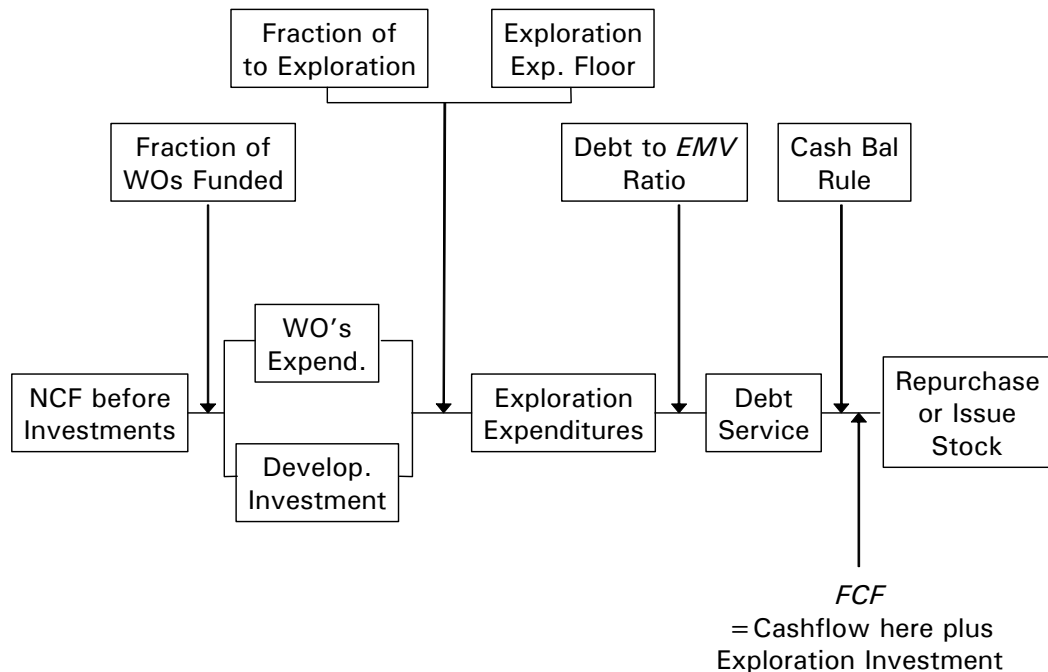 Fraction of
to Exploration
Exploration
Exp. Floor
Fraction of
WOs Funded
Debt to EMV
Ratio
Cash Bal
Rule
WO's
Expend.
NCF before
Investments
Develop.
Investment
Exploration
Expenditures
Debt
Service
Repurchase
or Issue
Stock
FCF
=Cashflow here plus
Exploration Investment